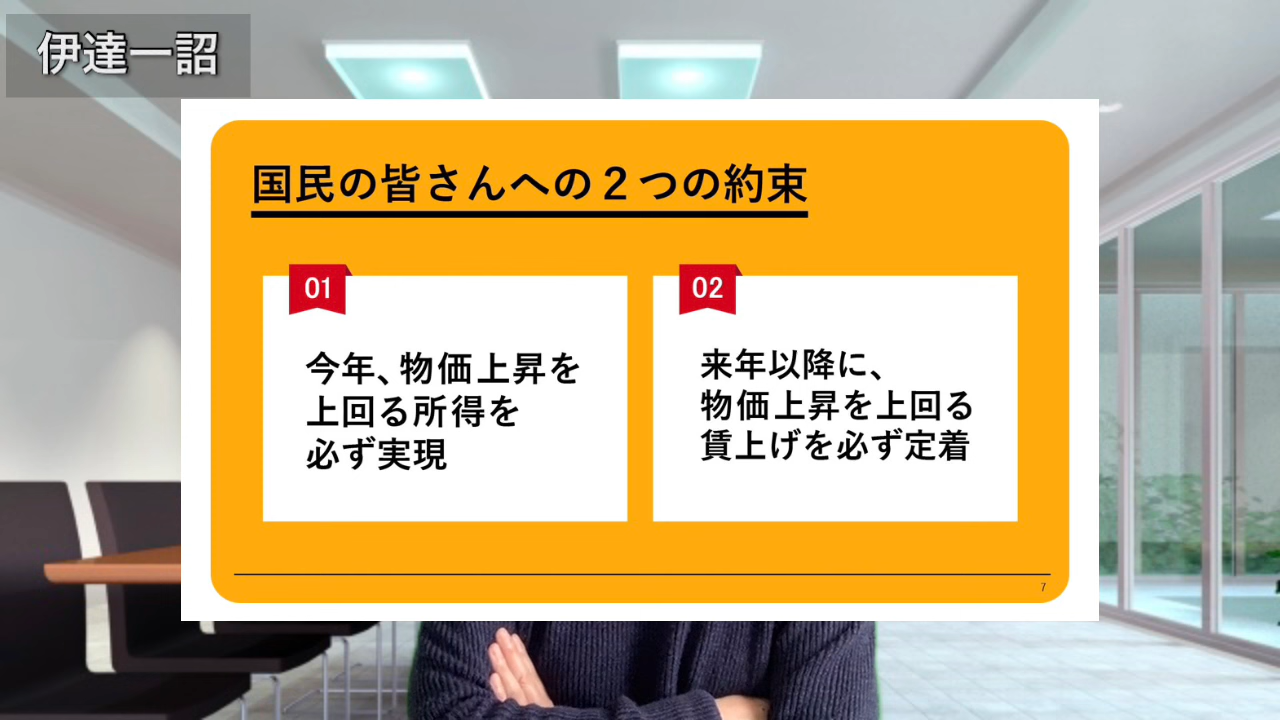 伊達一詔
国民の皆さんへの２つの約束
01
今年、物価上昇を
上回る所得を
必ず実現
02
来年以降に、
物価上昇を上回る
賃上げを必ず定着
7